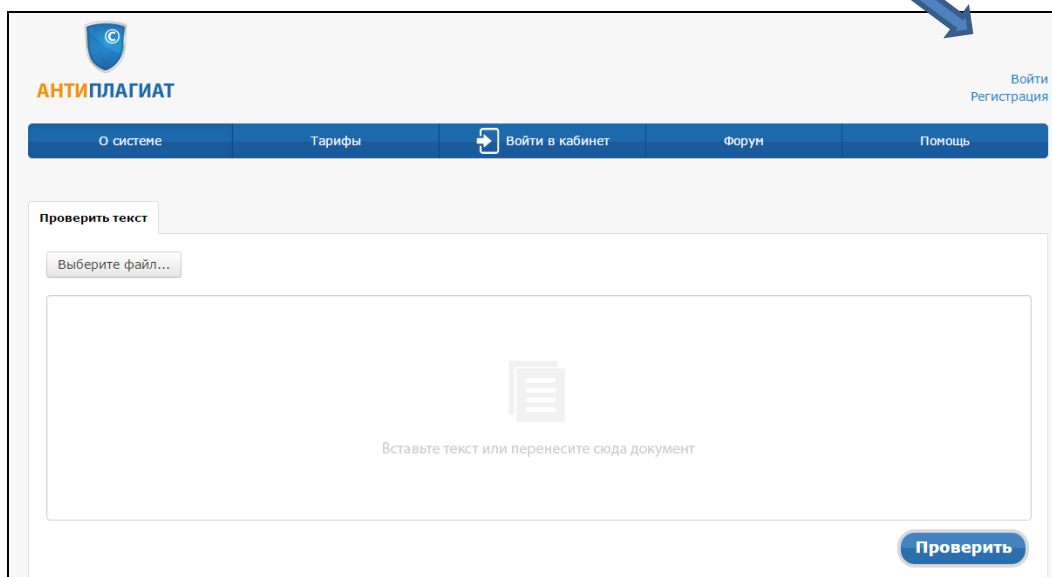 ©
АНТИПЛАГИАТ
Войти
Регистрация
О системе Тарифы Войти в кабинет Форум Помощь
Проверить текст
Выберите файл...
Вставьте текст или перенесите сюда документ
Проверить